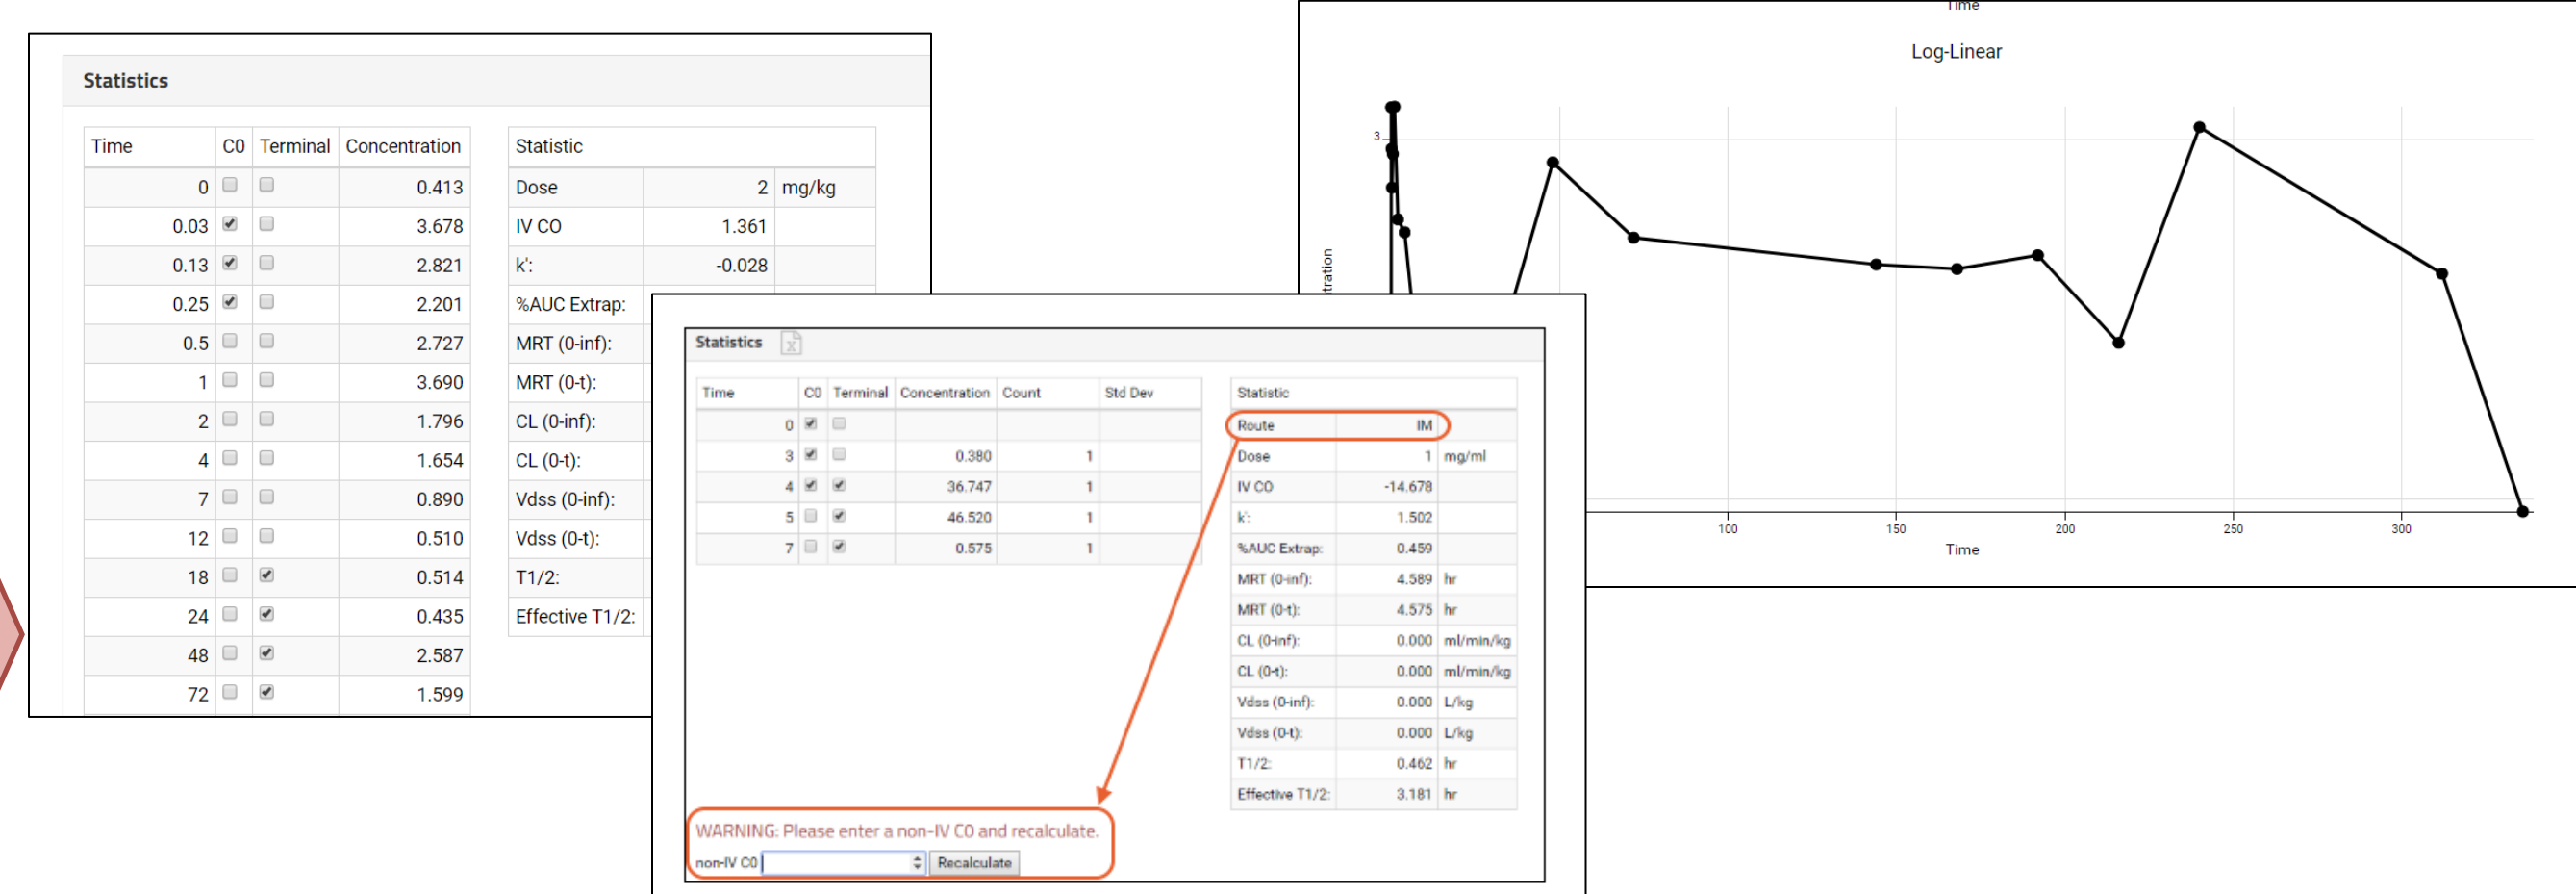 Statistics
Time C0 Terminal Concentration
0 0.413
0.03 3.678
0.13 2.821
0.25 2.201
0.5 2.727
1 3.690
2 1.796
4 1.654
7 0.890
12 0.510
18 0.514
24 0.435
48 2.587
72 1.599
Statistic
Dose 2 mg/kg
IV CO 1.361
k': -0.028
%AUC Extrap:
MRT (0-inf):
MRT (0-t):
CL (0-inf):
CL (0-t):
Vdss (0-inf):
Vdss (0-t):
T1/2:
Effective T1/2:
Statistics
Time C0 Terminal Concentration Count Std Dev
0
3 0.380 1
4 36.747 1
5 46.520 1
7 0.575 1
Statistic
Route IM
Dose 1 mg/ml
IV CO -14.678
k': 1.502
%AUC Extrap: 0.459
MRT (0-inf): 4.589 hr
MRT (0-t): 4.575 hr
CL (0-inf): 0.000 ml/min/kg
CL (0-t): 0.000 ml/min/kg
Vdss (0-inf): 0.000 L/kg
Vdss (0-t): 0.000 L/kg
T1/2: 0.462 hr
Effective T1/2: 3.181 hr
WARNING: Please enter a non-IV C0 and recalculate.
non-IV C0 Recalculate
Time
Log-Linear
3
tration
100 150 200 250 300
Time